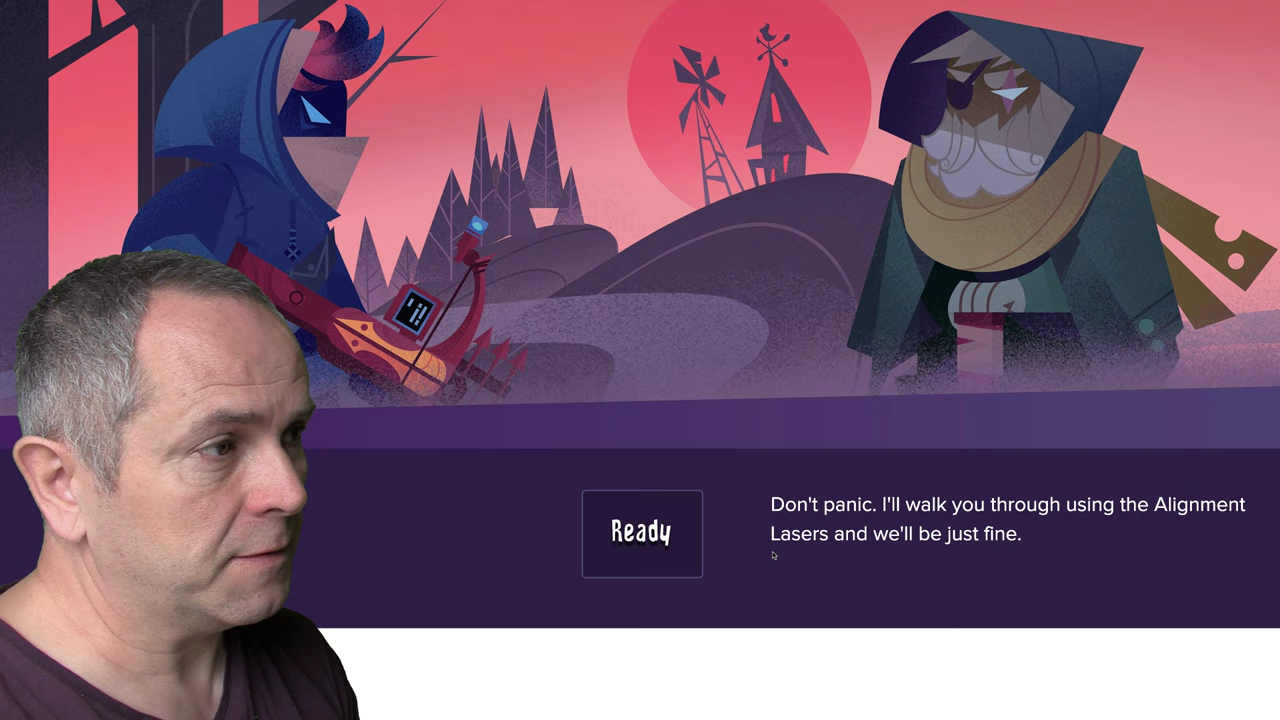 Ready
Don't panic. I'll walk you through using the Alignment
Lasers and we'll be just fine.